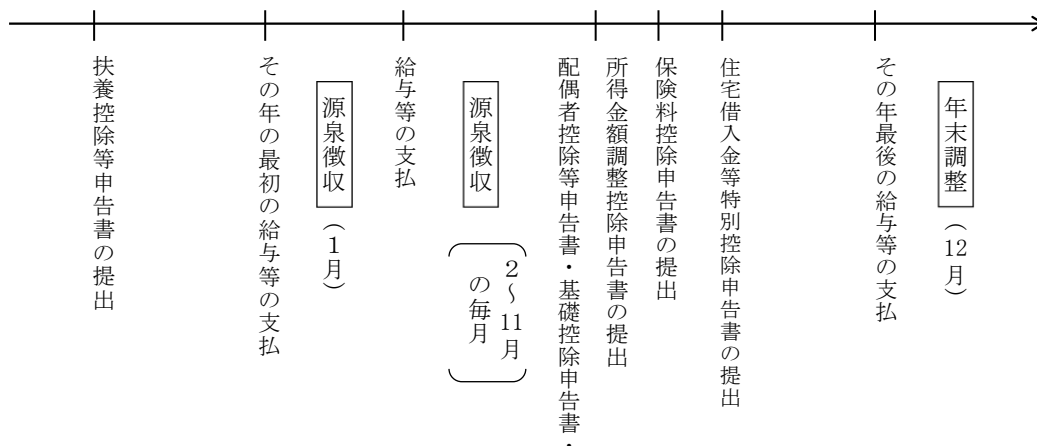 扶養控除等申告書の提出
その年の最初の給与等の支払
源泉徴収
(1月)
給与等の支払
源泉徴収
2~11月
の毎月
配偶者控除等申告書・基礎控除申告書・
所得金額調整控除申告書の提出
保険料控除申告書の提出
住宅借入金等特別控除申告書の提出
その年最後の給与等の支払
年末調整
(12月)